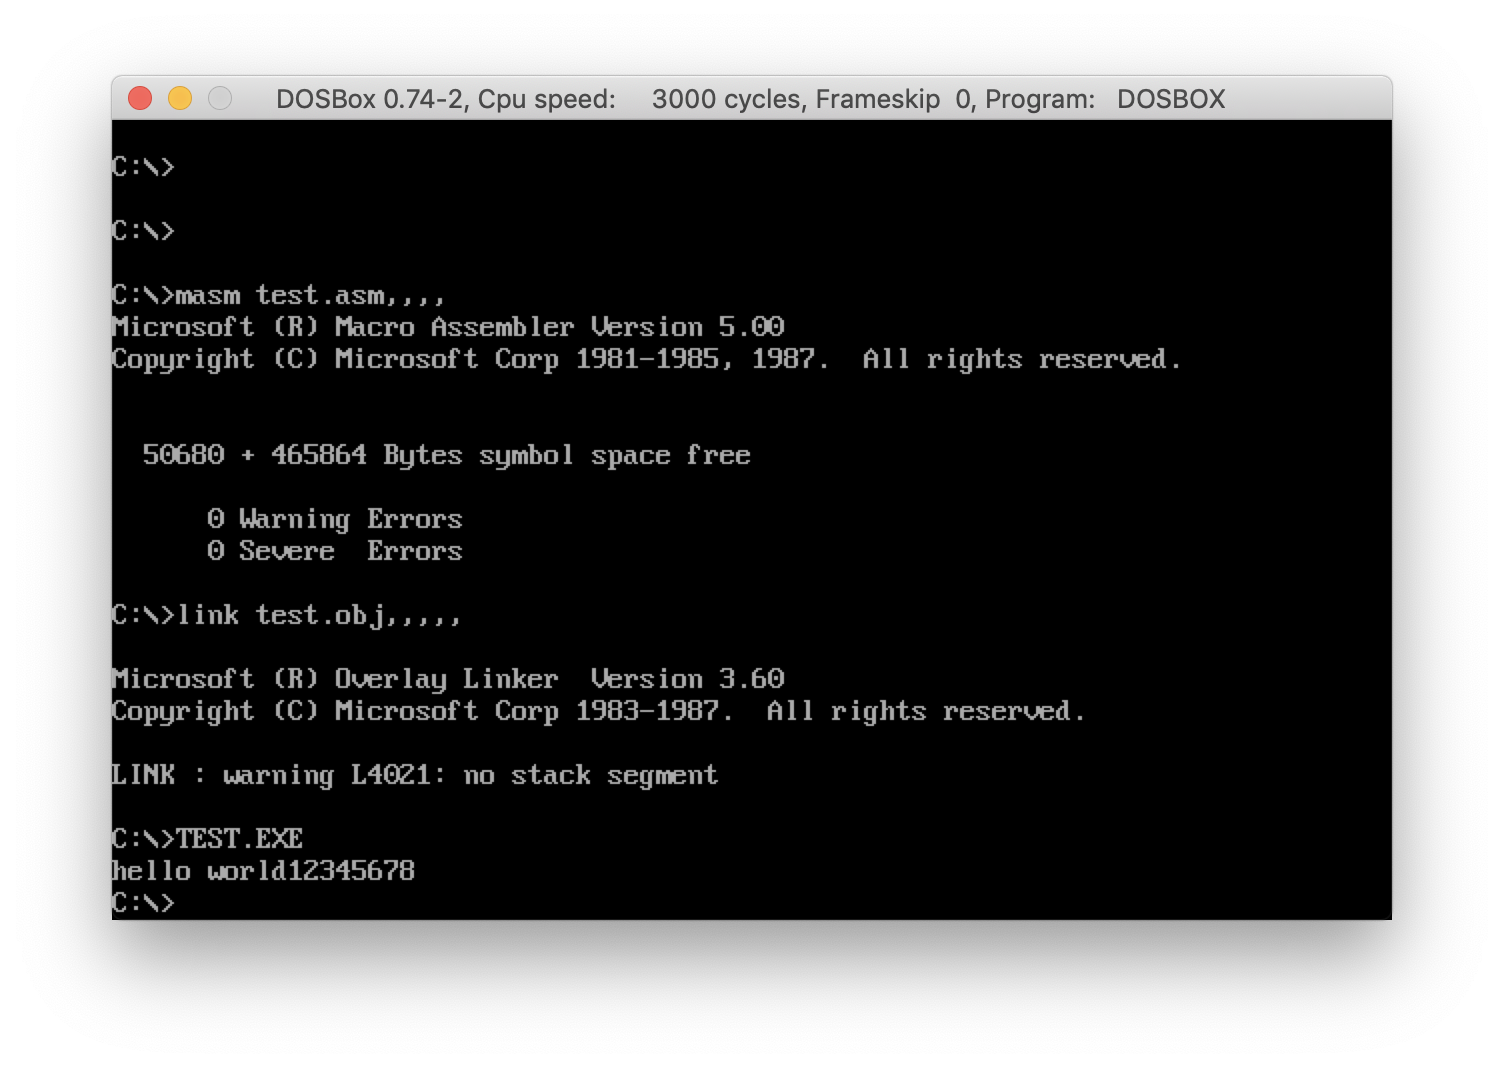 DOSBox 0.74-2, Cpu speed:    3000 cycles, Frameskip  0, Program:   DOSBOX
C:\>
C:\>
C:\>masm test.asm,,,,
Microsoft (R) Macro Assembler Version 5.00
Copyright (C) Microsoft Corp 1981-1985, 1987.  All rights reserved.
  50680 + 465864 Bytes symbol space free
      0 Warning Errors
      0 Severe  Errors
C:\>link test.obj,,,,,
Microsoft (R) Overlay Linker  Version 3.60
Copyright (C) Microsoft Corp 1983-1987.  All rights reserved.
LINK : warning L4021: no stack segment
C:\>TEST.EXE
hello world12345678
C:\>